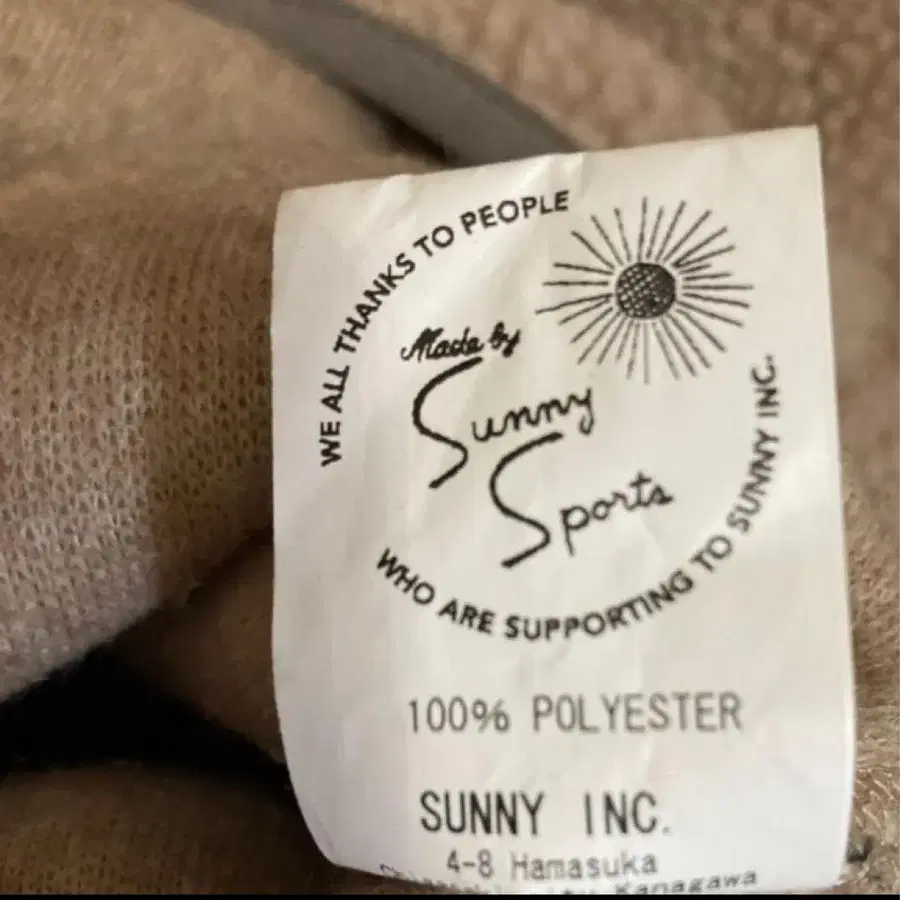 WE ALL THANKS TO PEOPLE
Made by
Sunny
Sports
WHO ARE SUPPORTING TO SUNNY INC.
100% POLYESTER
SUNNY INC.
4-8 Hamasuka
Kanagawa